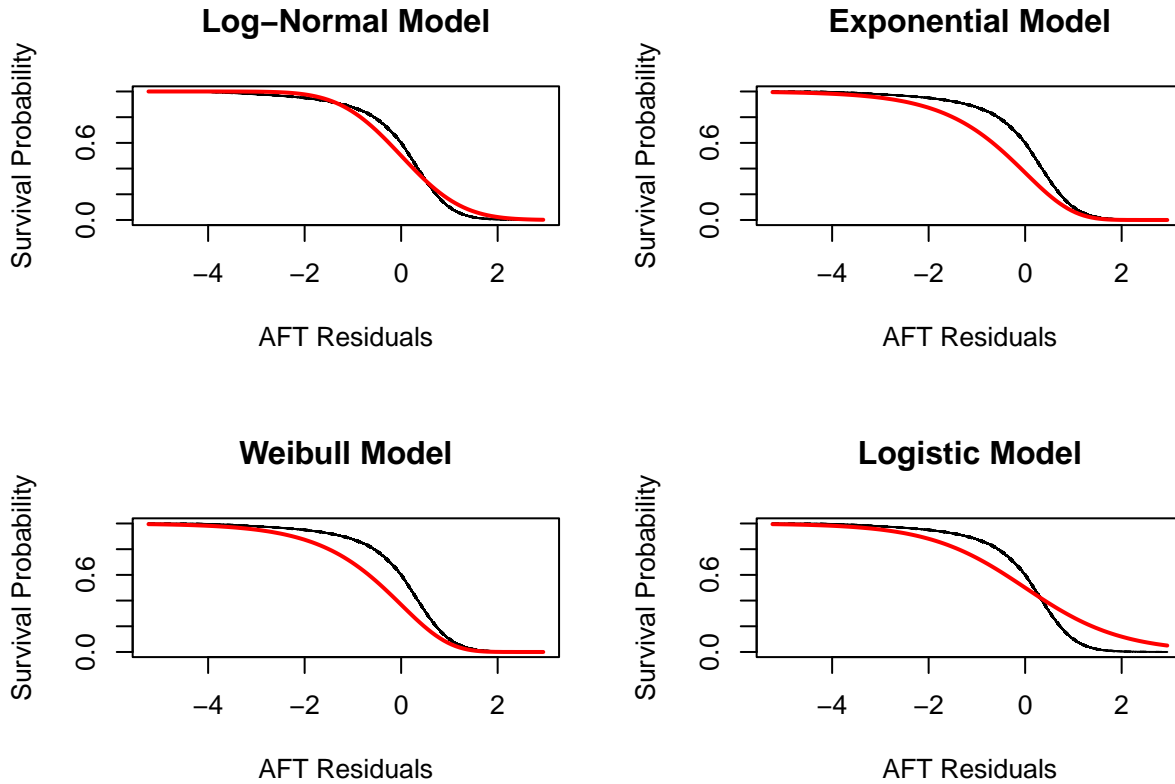 Log−Normal Model
Survival Probability
0.6
0.0
−4 −2 0 2
AFT Residuals
Exponential Model
Survival Probability
0.6
0.0
−4 −2 0 2
AFT Residuals
Weibull Model
Survival Probability
0.6
0.0
−4 −2 0 2
AFT Residuals
Logistic Model
Survival Probability
0.6
0.0
−4 −2 0 2
AFT Residuals